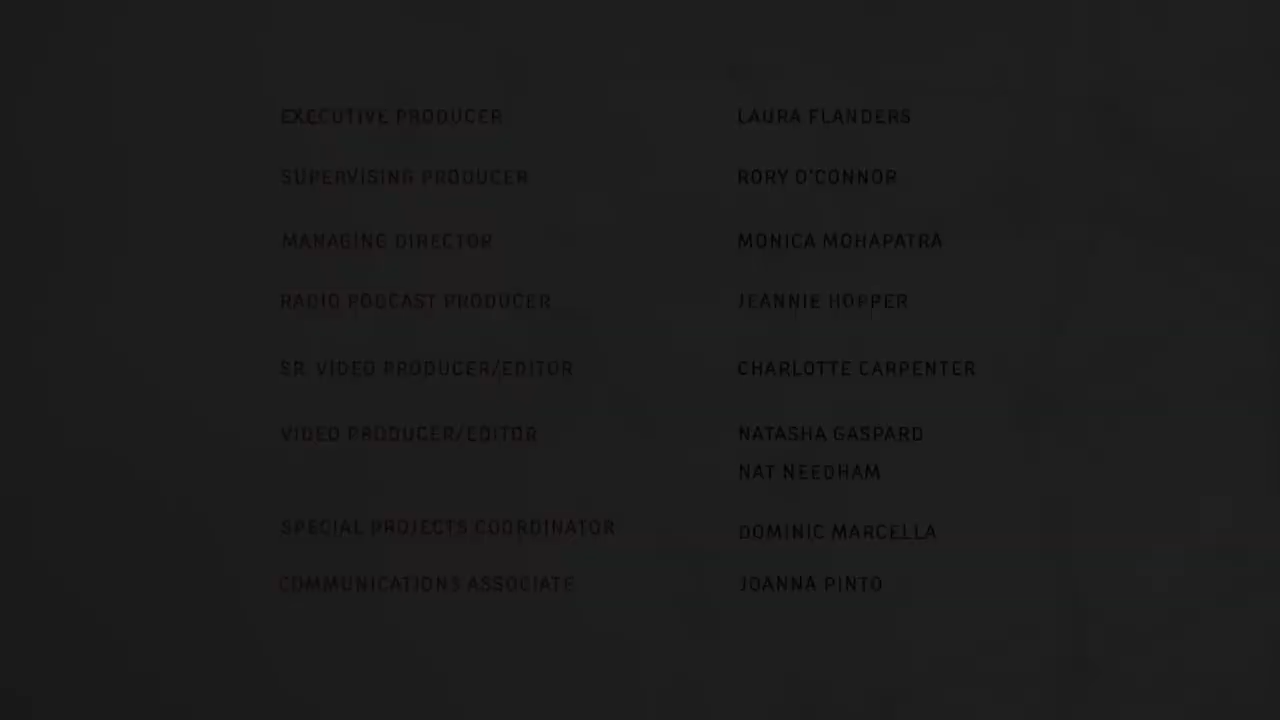 EXECUTIVE PRODUCER LAURA FLANDERS
SUPERVISING PRODUCER RORY O'CONNOR
MANAGING DIRECTOR MONICA MOHAPATRA
RADIO PODCAST PRODUCER JEANNIE HOPPER
SR. VIDEO PRODUCER/EDITOR CHARLOTTE CARPENTER
VIDEO PRODUCER/EDITOR NATASHA GASPARD
NAT NEEDHAM
SPECIAL PROJECTS COORDINATOR DOMINIC MARCELLA
COMMUNICATIONS ASSOCIATE JOANNA PINTO